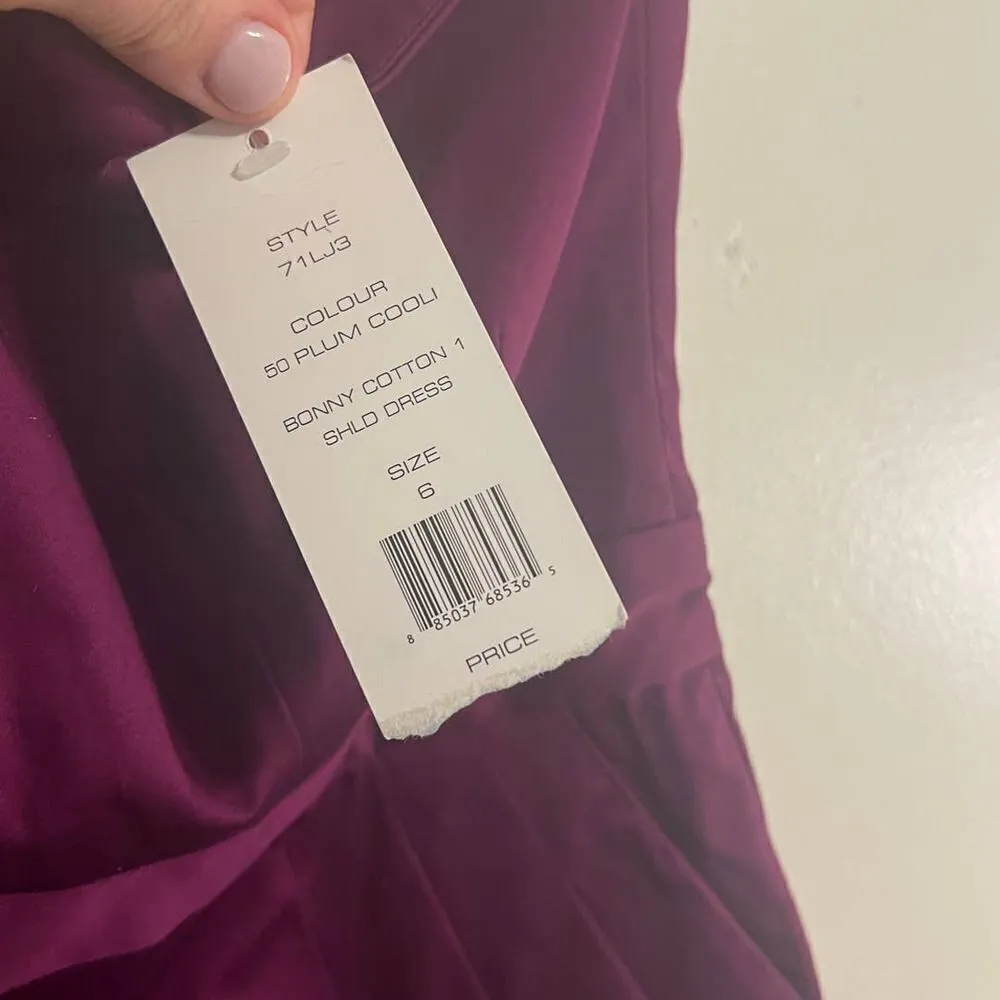 STYLE
71LJ3
COLOUR
50 PLUM COOLI
BONNY COTTON 1
SHLD DRESS
SIZE
6
8 85037 68536 5
PRICE